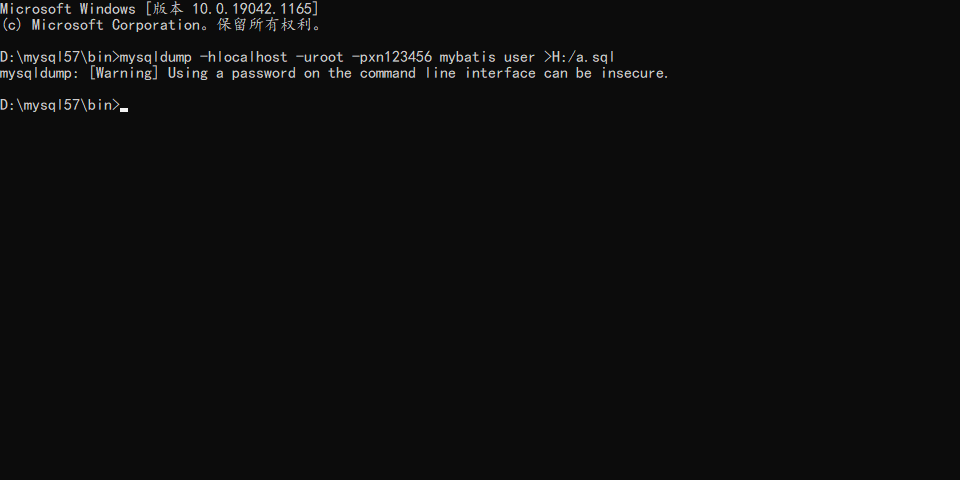 Microsoft Windows [版本 10.0.19042.1165]
(c) Microsoft Corporation。保留所有权利。
D:\mysql57\bin>mysqldump -hlocalhost -uroot -pxn123456 mybatis user >H:/a.sql
mysqldump: [Warning] Using a password on the command line interface can be insecure.
D:\mysql57\bin>